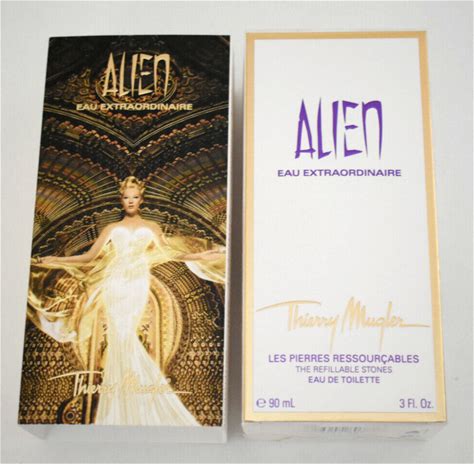 ALIEN
EAU EXTRAORDINAIRE
Thierry Mugler
ALIEN
EAU EXTRAORDINAIRE
Thierry Mugler
LES PIERRES RESSOURÇABLES
THE REFILLABLE STONES
EAU DE TOILETTE
e 90 mL 3 Fl. Oz.